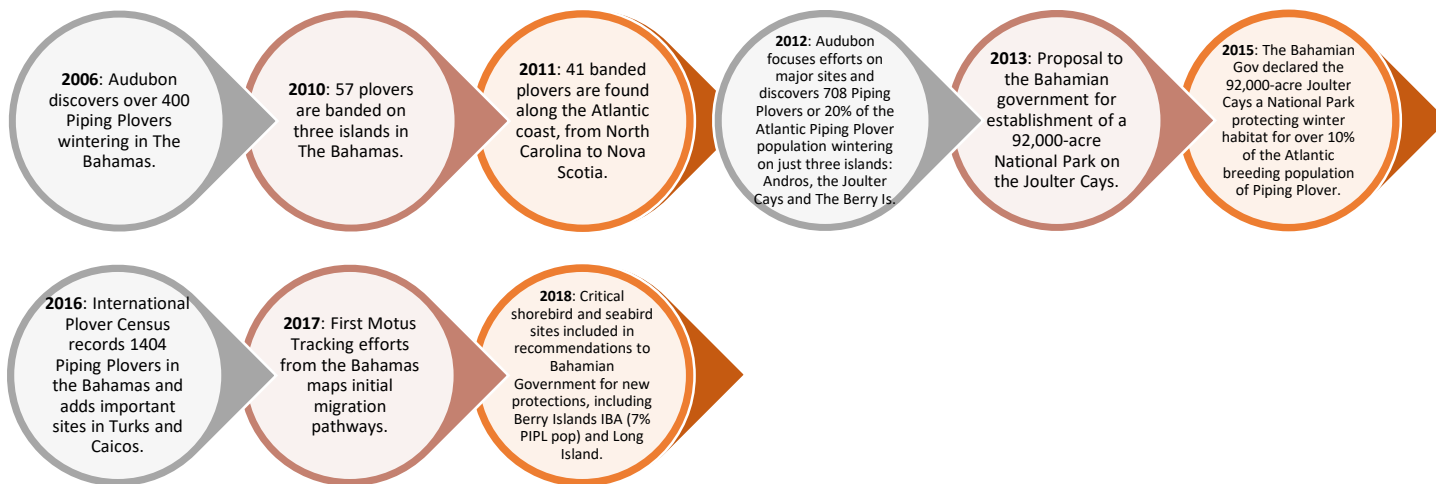 2006: Audubon
discovers over 400
Piping Plovers
wintering in The
Bahamas.
2010: 57 plovers
are banded on
three islands in
The Bahamas.
2011: 41 banded
plovers are found
along the Atlantic
coast, from North
Carolina to Nova
Scotia.
2012: Audubon
focuses efforts on
major sites and
discovers 708 Piping
Plovers or 20% of the
Atlantic Piping Plover
population wintering
on just three islands:
Andros, the Joulter
Cays and The Berry Is.
2013: Proposal to
the Bahamian
government for
establishment of a
92,000-acre
National Park on
the Joulter Cays.
2015: The Bahamian
Gov declared the
92,000-acre Joulter
Cays a National Park
protecting winter
habitat for over 10%
of the Atlantic
breeding population
of Piping Plover.
2016: International
Plover Census
records 1404
Piping Plovers in
the Bahamas and
adds important
sites in Turks and
Caicos.
2017: First Motus
Tracking efforts
from the Bahamas
maps initial
migration
pathways.
2018: Critical
shorebird and seabird
sites included in
recommendations to
Bahamian
Government for new
protections, including
Berry Islands IBA (7%
PIPL pop) and Long
Island.